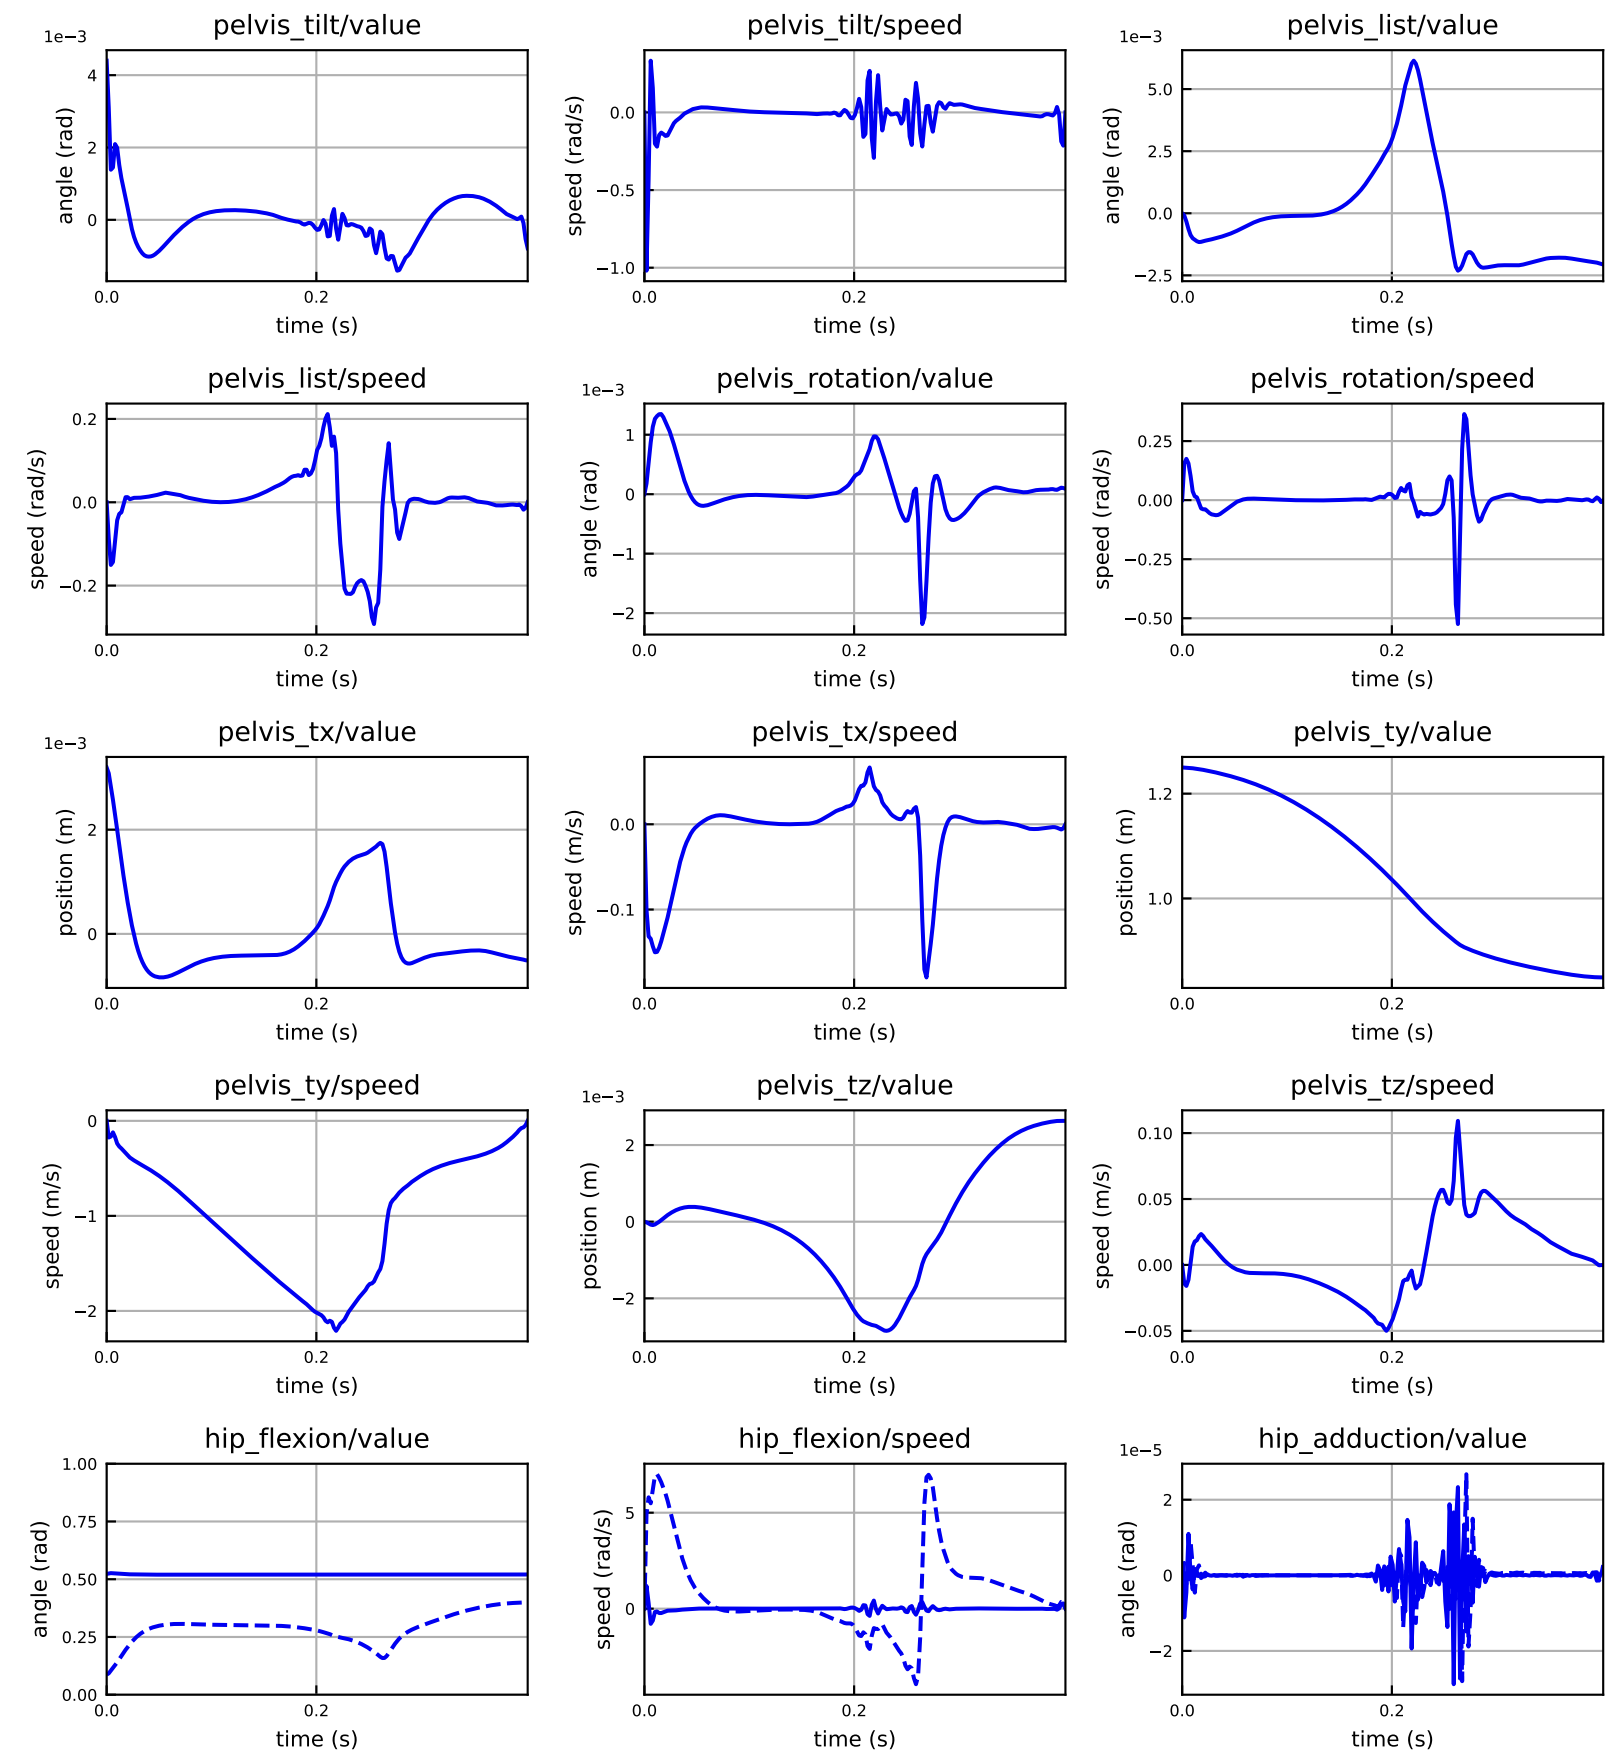 pelvis_tilt/value
1e−3
4
2
0
angle (rad)
0.0
0.2
time (s)
pelvis_tilt/speed
0.0
−0.5
−1.0
speed (rad/s)
0.0
0.2
time (s)
pelvis_list/value
1e−3
5.0
2.5
0.0
−2.5
angle (rad)
0.0
0.2
time (s)
pelvis_list/speed
0.2
0.0
−0.2
speed (rad/s)
0.0
0.2
time (s)
pelvis_rotation/value
1e−3
1
0
−1
−2
angle (rad)
0.0
0.2
time (s)
pelvis_rotation/speed
0.25
0.00
−0.25
−0.50
speed (rad/s)
0.0
0.2
time (s)
pelvis_tx/value
1e−3
2
0
position (m)
0.0
0.2
time (s)
pelvis_tx/speed
0.0
−0.1
speed (m/s)
0.0
0.2
time (s)
pelvis_ty/value
1.2
1.0
position (m)
0.0
0.2
time (s)
pelvis_ty/speed
0
−1
−2
speed (m/s)
0.0
0.2
time (s)
pelvis_tz/value
1e−3
2
0
−2
position (m)
0.0
0.2
time (s)
pelvis_tz/speed
0.10
0.05
0.00
−0.05
speed (m/s)
0.0
0.2
time (s)
hip_flexion/value
1.00
0.75
0.50
0.25
0.00
angle (rad)
0.0
0.2
time (s)
hip_flexion/speed
5
0
speed (rad/s)
0.0
0.2
time (s)
hip_adduction/value
1e−5
2
0
−2
angle (rad)
0.0
0.2
time (s)